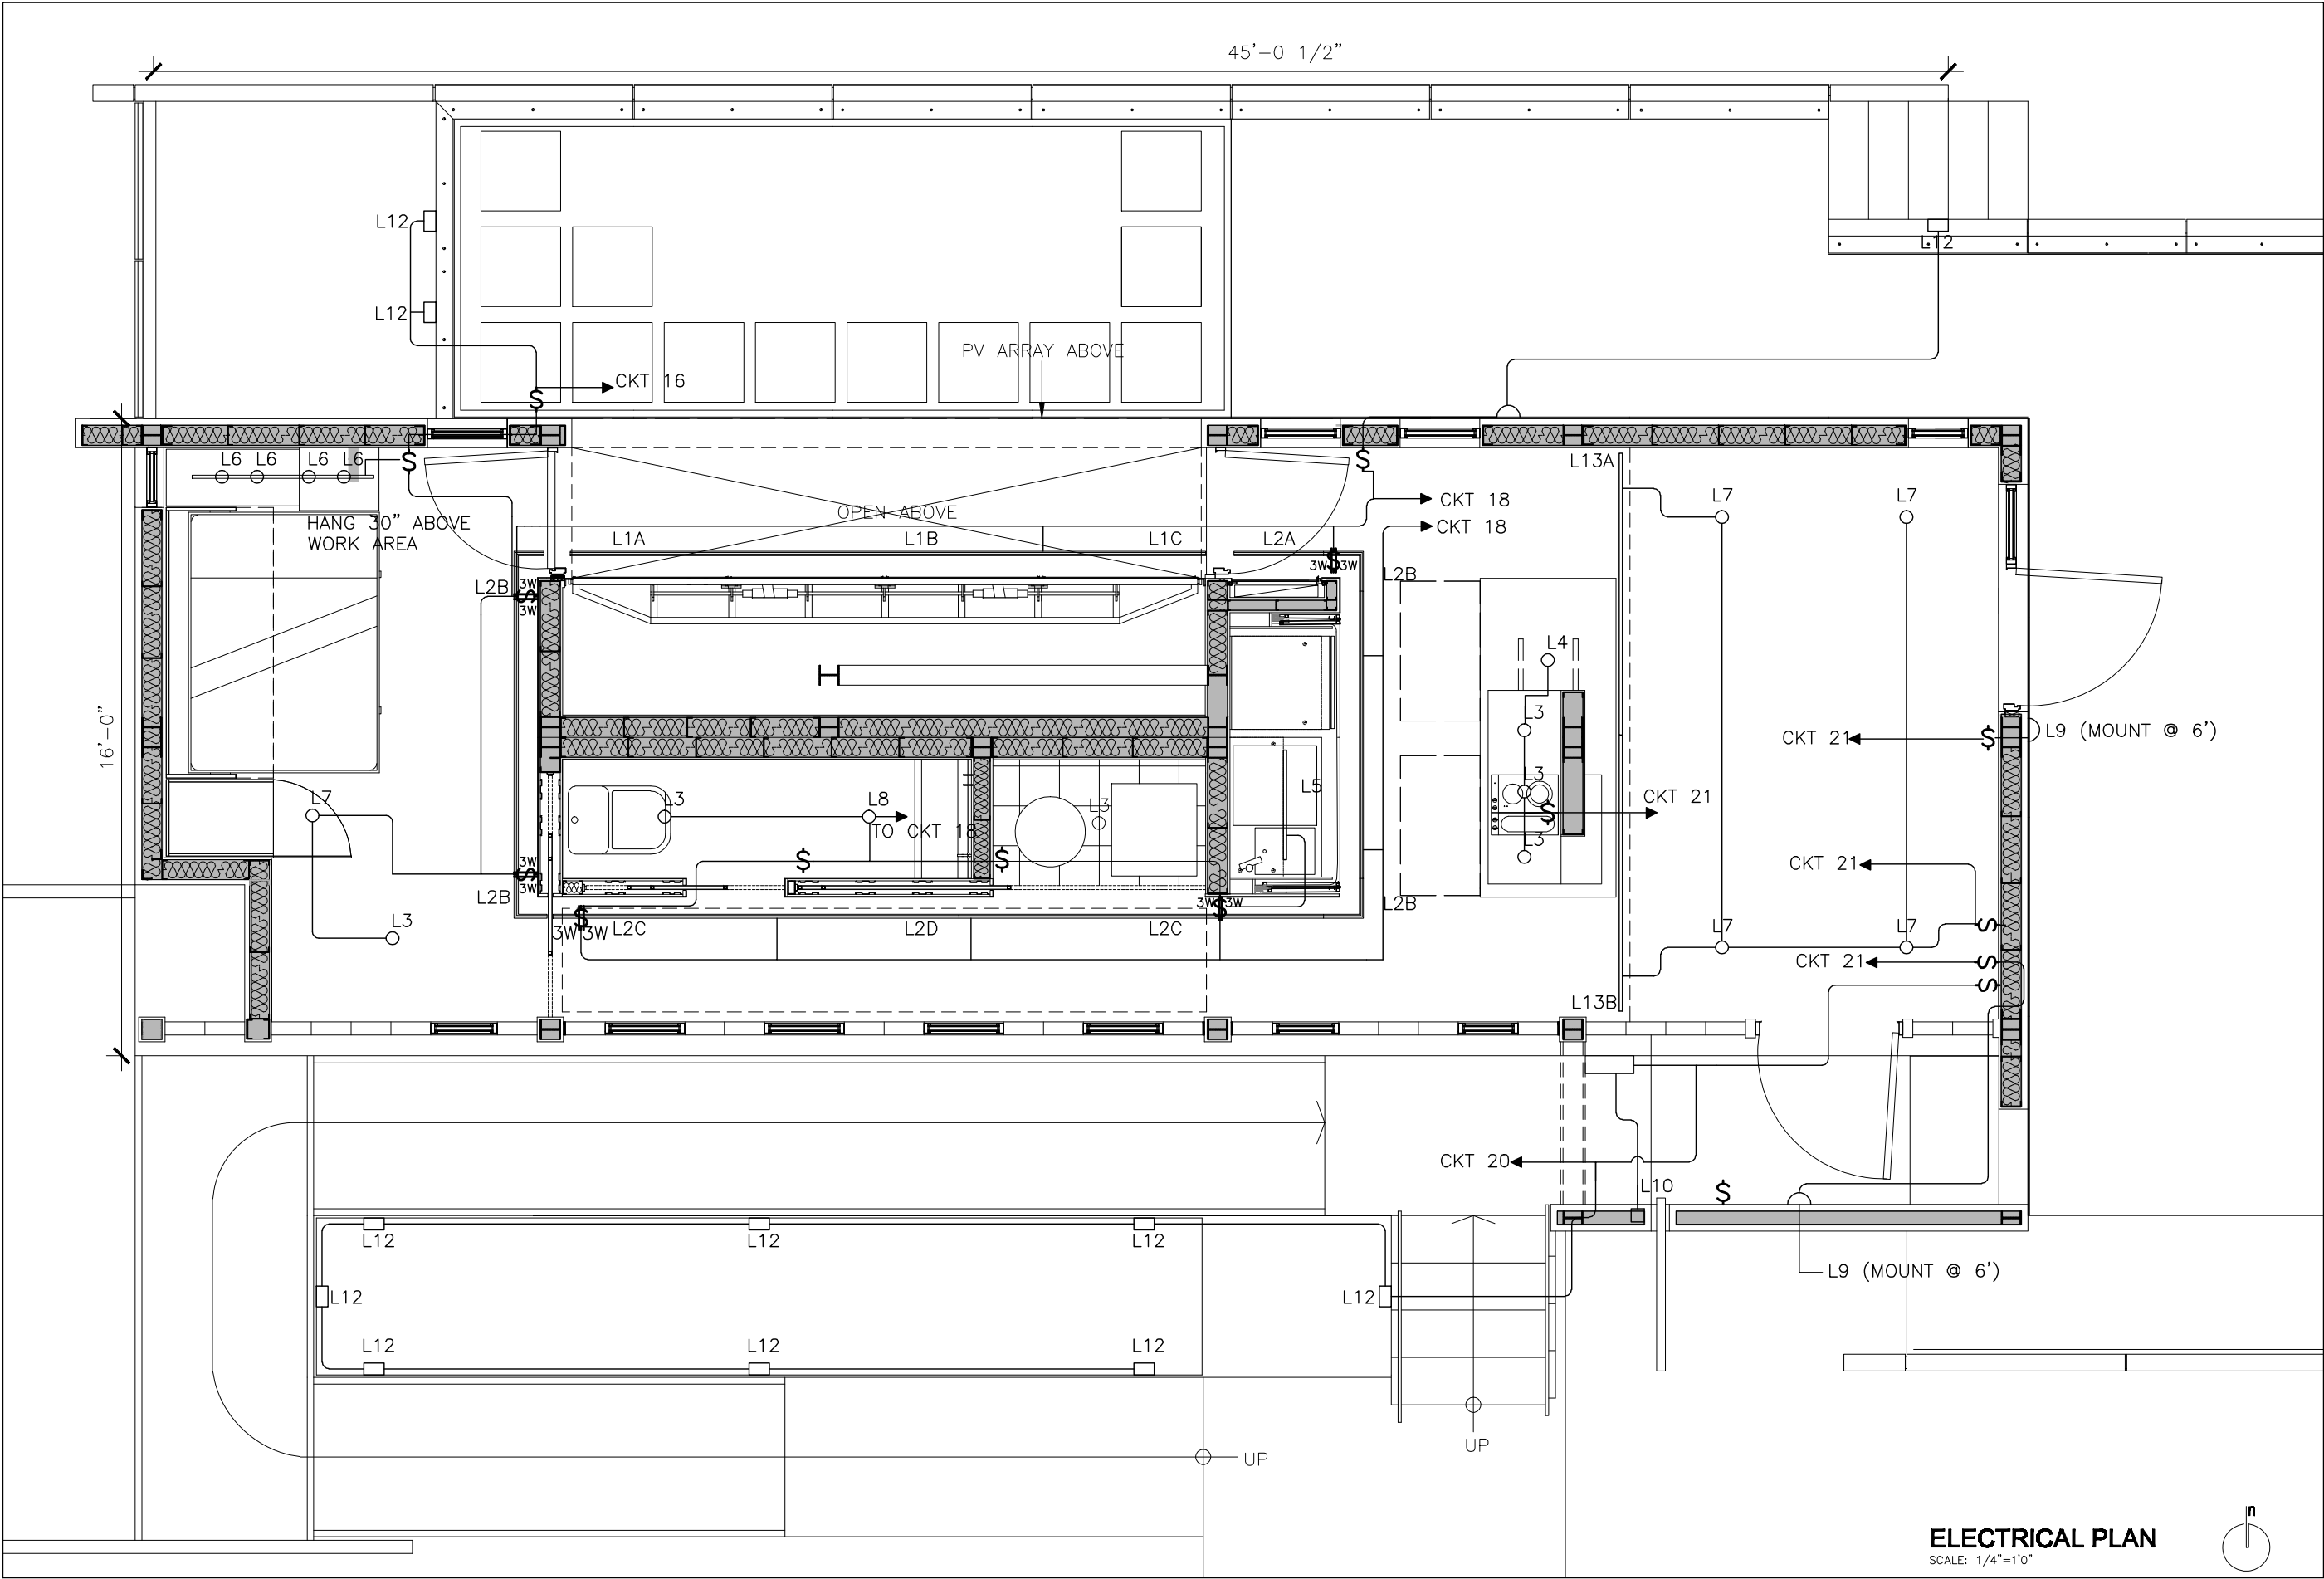 45'-0 1/2"
L12
L12
L12
PV ARRAY ABOVE
CKT 16
L6 L6 L6 L6
L13A
L7 L7
CKT 18
HANG 30" ABOVE
WORK AREA
OPEN ABOVE
CKT 18
L1A L1B L1C L2A
$
3W 3W
L2B
L2B
3W
$
3W
L4
16'-0"
L3
CKT 21
$
L9 (MOUNT @ 6')
L3
L5
CKT 21
$
L7
L3
L8
L3
TO CKT 18
L3
3W
$
3W
CKT 21
L2B
L2B
3W 3W
L3
3W 3W
L2C L2D L2C
L7 L7
CKT 21
L13B
CKT 20
L10
$
L12 L12 L12
L9 (MOUNT @ 6')
L12
L12
L12 L12 L12
UP
UP
n
ELECTRICAL PLAN
SCALE: 1/4"=1'0"